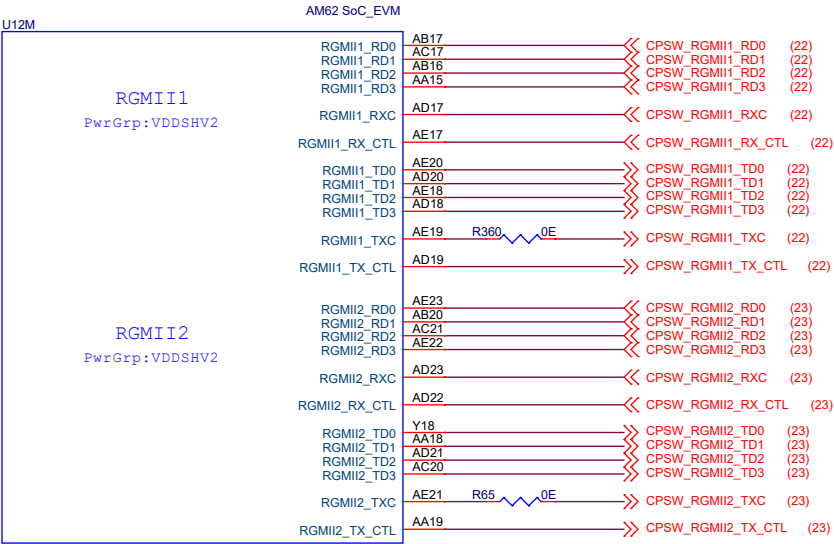 AM62 SoC_EVM
U12M
RGMII1
PwrGrp:VDDSHV2
RGMII1_RD0 AB17 CPSW_RGMII1_RD0 (22)
RGMII1_RD1 AC17 CPSW_RGMII1_RD1 (22)
RGMII1_RD2 AB16 CPSW_RGMII1_RD2 (22)
RGMII1_RD3 AA15 CPSW_RGMII1_RD3 (22)
RGMII1_RXC AD17 CPSW_RGMII1_RXC (22)
RGMII1_RX_CTL AE17 CPSW_RGMII1_RX_CTL (22)
RGMII1_TD0 AE20 CPSW_RGMII1_TD0 (22)
RGMII1_TD1 AD20 CPSW_RGMII1_TD1 (22)
RGMII1_TD2 AE18 CPSW_RGMII1_TD2 (22)
RGMII1_TD3 AD18 CPSW_RGMII1_TD3 (22)
RGMII1_TXC AE19 R360 0E CPSW_RGMII1_TXC (22)
RGMII1_TX_CTL AD19 CPSW_RGMII1_TX_CTL (22)
RGMII2
PwrGrp:VDDSHV2
RGMII2_RD0 AE23 CPSW_RGMII2_RD0 (23)
RGMII2_RD1 AB20 CPSW_RGMII2_RD1 (23)
RGMII2_RD2 AC21 CPSW_RGMII2_RD2 (23)
RGMII2_RD3 AE22 CPSW_RGMII2_RD3 (23)
RGMII2_RXC AD23 CPSW_RGMII2_RXC (23)
RGMII2_RX_CTL AD22 CPSW_RGMII2_RX_CTL (23)
RGMII2_TD0 Y18 CPSW_RGMII2_TD0 (23)
RGMII2_TD1 AA18 CPSW_RGMII2_TD1 (23)
RGMII2_TD2 AD21 CPSW_RGMII2_TD2 (23)
RGMII2_TD3 AC20 CPSW_RGMII2_TD3 (23)
RGMII2_TXC AE21 R65 0E CPSW_RGMII2_TXC (23)
RGMII2_TX_CTL AA19 CPSW_RGMII2_TX_CTL (23)